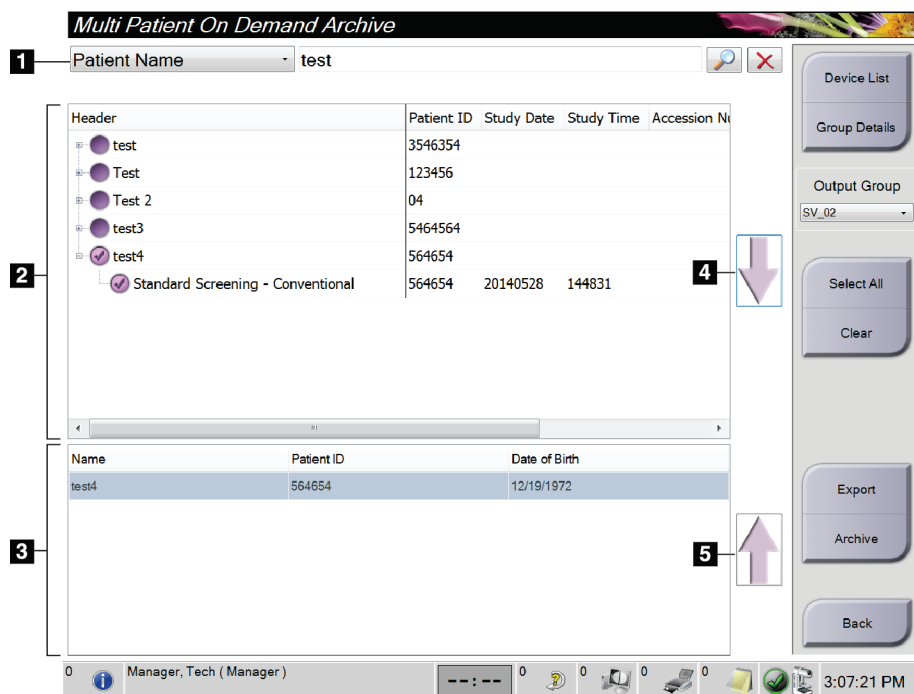 Multi Patient On Demand Archive
1 Patient Name test
Device List
Group Details
Output Group
SV_02
Select All
Clear
Export
Archive
Back
2
Header Patient ID Study Date Study Time Accession Nu
test 3546354
Test 123456
Test 2 04
test3 5464564
test4 564654
Standard Screening - Conventional 564654 20140528 144831
4
3
Name Patient ID Date of Birth
test4 564654 12/19/1972
5
0 Manager, Tech ( Manager ) --:-- 0 0 0 0 3:07:21 PM